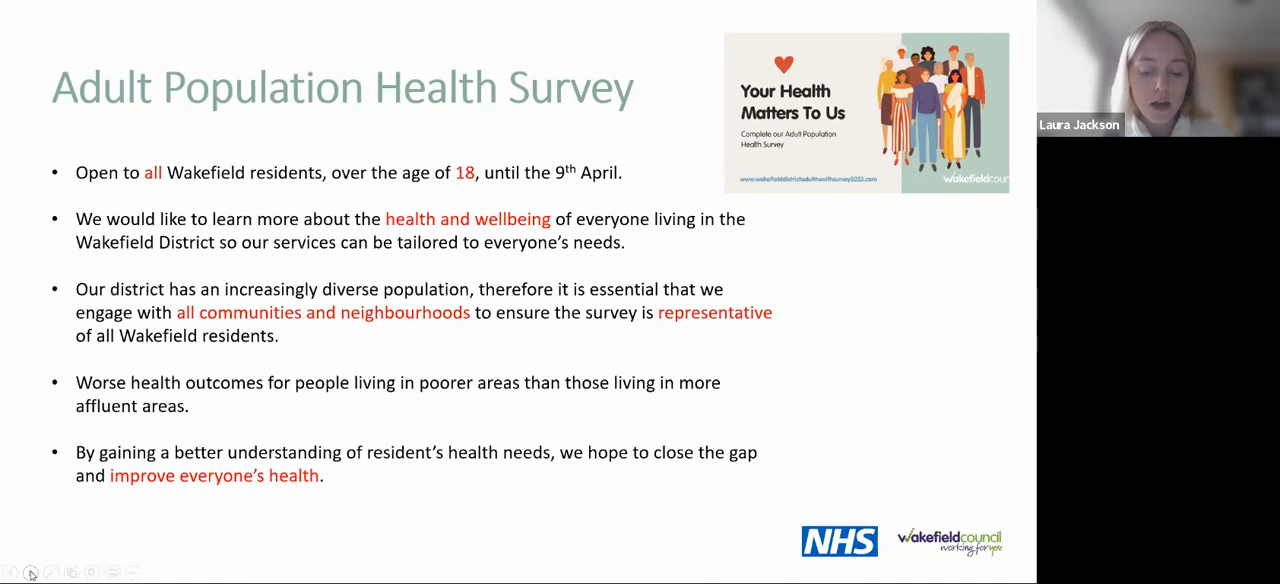 Adult Population Health Survey
Your Health
Matters To Us
Complete our Adult Population
Health Survey
www.wakefielddistrictadulthealthsurvey2023.com
wakefieldcour
Laura Jackson
• Open to all Wakefield residents, over the age of 18, until the 9th April.
• We would like to learn more about the health and wellbeing of everyone living in the
Wakefield District so our services can be tailored to everyone’s needs.
• Our district has an increasingly diverse population, therefore it is essential that we
engage with all communities and neighbourhoods to ensure the survey is representative
of all Wakefield residents.
• Worse health outcomes for people living in poorer areas than those living in more
affluent areas.
• By gaining a better understanding of resident’s health needs, we hope to close the gap
and improve everyone’s health.
NHS
wakefieldcouncil
working for you